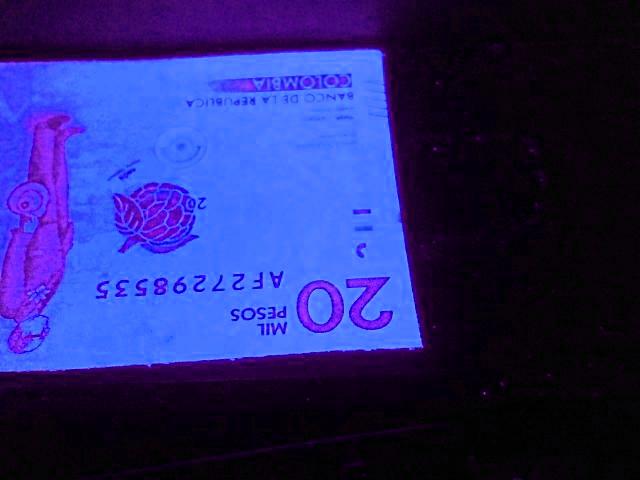 COLOMBIA
BANCO DE LA REPUBLICA
20
AF27298535
20
MIL
PESOS